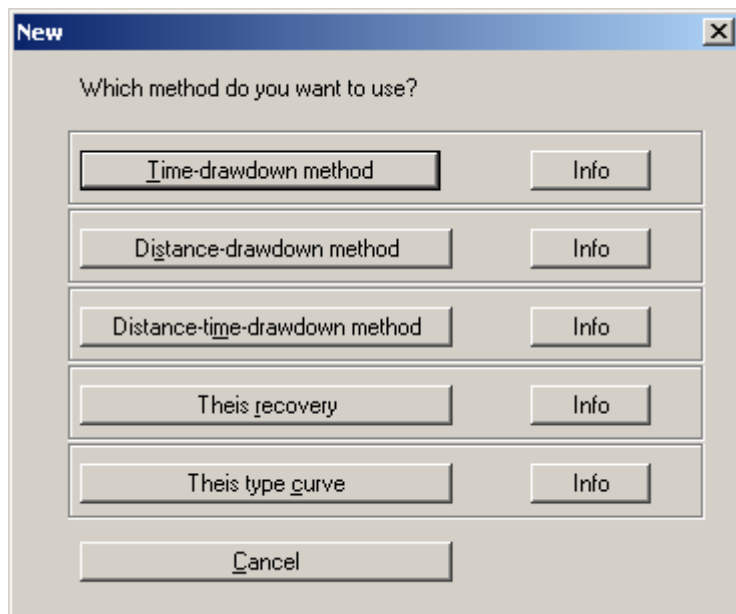 New
Which method do you want to use?
Time-drawdown method Info
Distance-drawdown method Info
Distance-time-drawdown method Info
Theis recovery Info
Theis type curve Info
Cancel